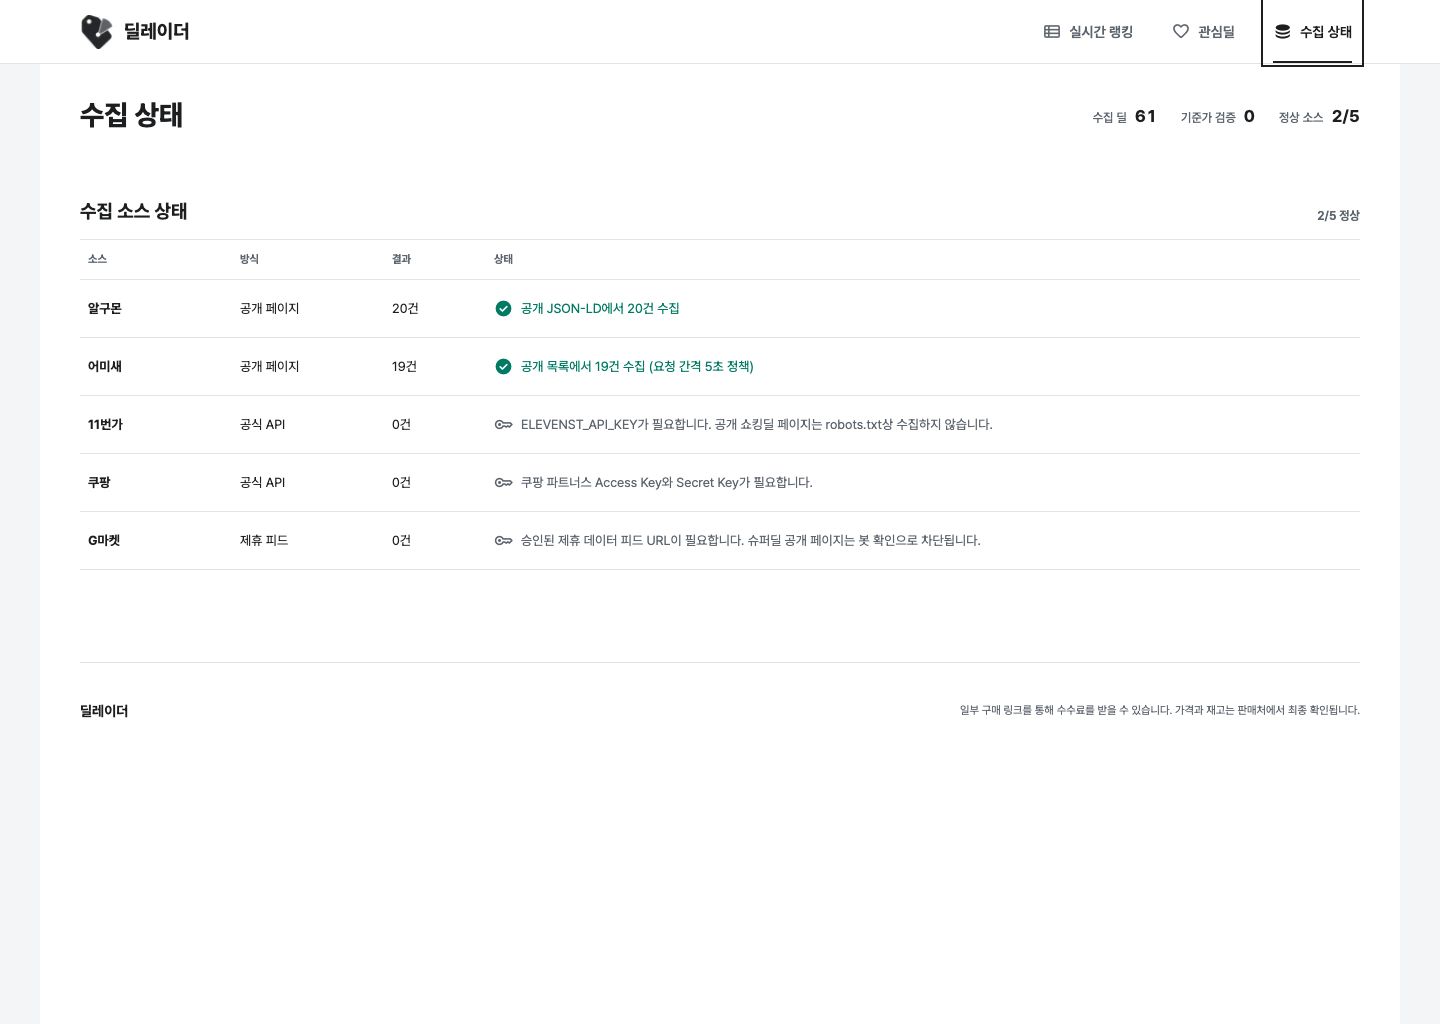 딜레이더
실시간 랭킹
관심딜
수집 상태
수집 상태
수집 딜 61
기준가 검증 0
정상 소스 2/5
수집 소스 상태
2/5 정상
소스 방식 결과 상태
알구몬 공개 페이지 20건 공개 JSON-LD에서 20건 수집
어미새 공개 페이지 19건 공개 목록에서 19건 수집 (요청 간격 5초 정책)
11번가 공식 API 0건 ELEVENST_API_KEY가 필요합니다. 공개 쇼킹딜 페이지는 robots.txt상 수집하지 않습니다.
쿠팡 공식 API 0건 쿠팡 파트너스 Access Key와 Secret Key가 필요합니다.
G마켓 제휴 피드 0건 승인된 제휴 데이터 피드 URL이 필요합니다. 슈퍼딜 공개 페이지는 봇 확인으로 차단됩니다.
딜레이더
일부 구매 링크를 통해 수수료를 받을 수 있습니다. 가격과 재고는 판매처에서 최종 확인됩니다.